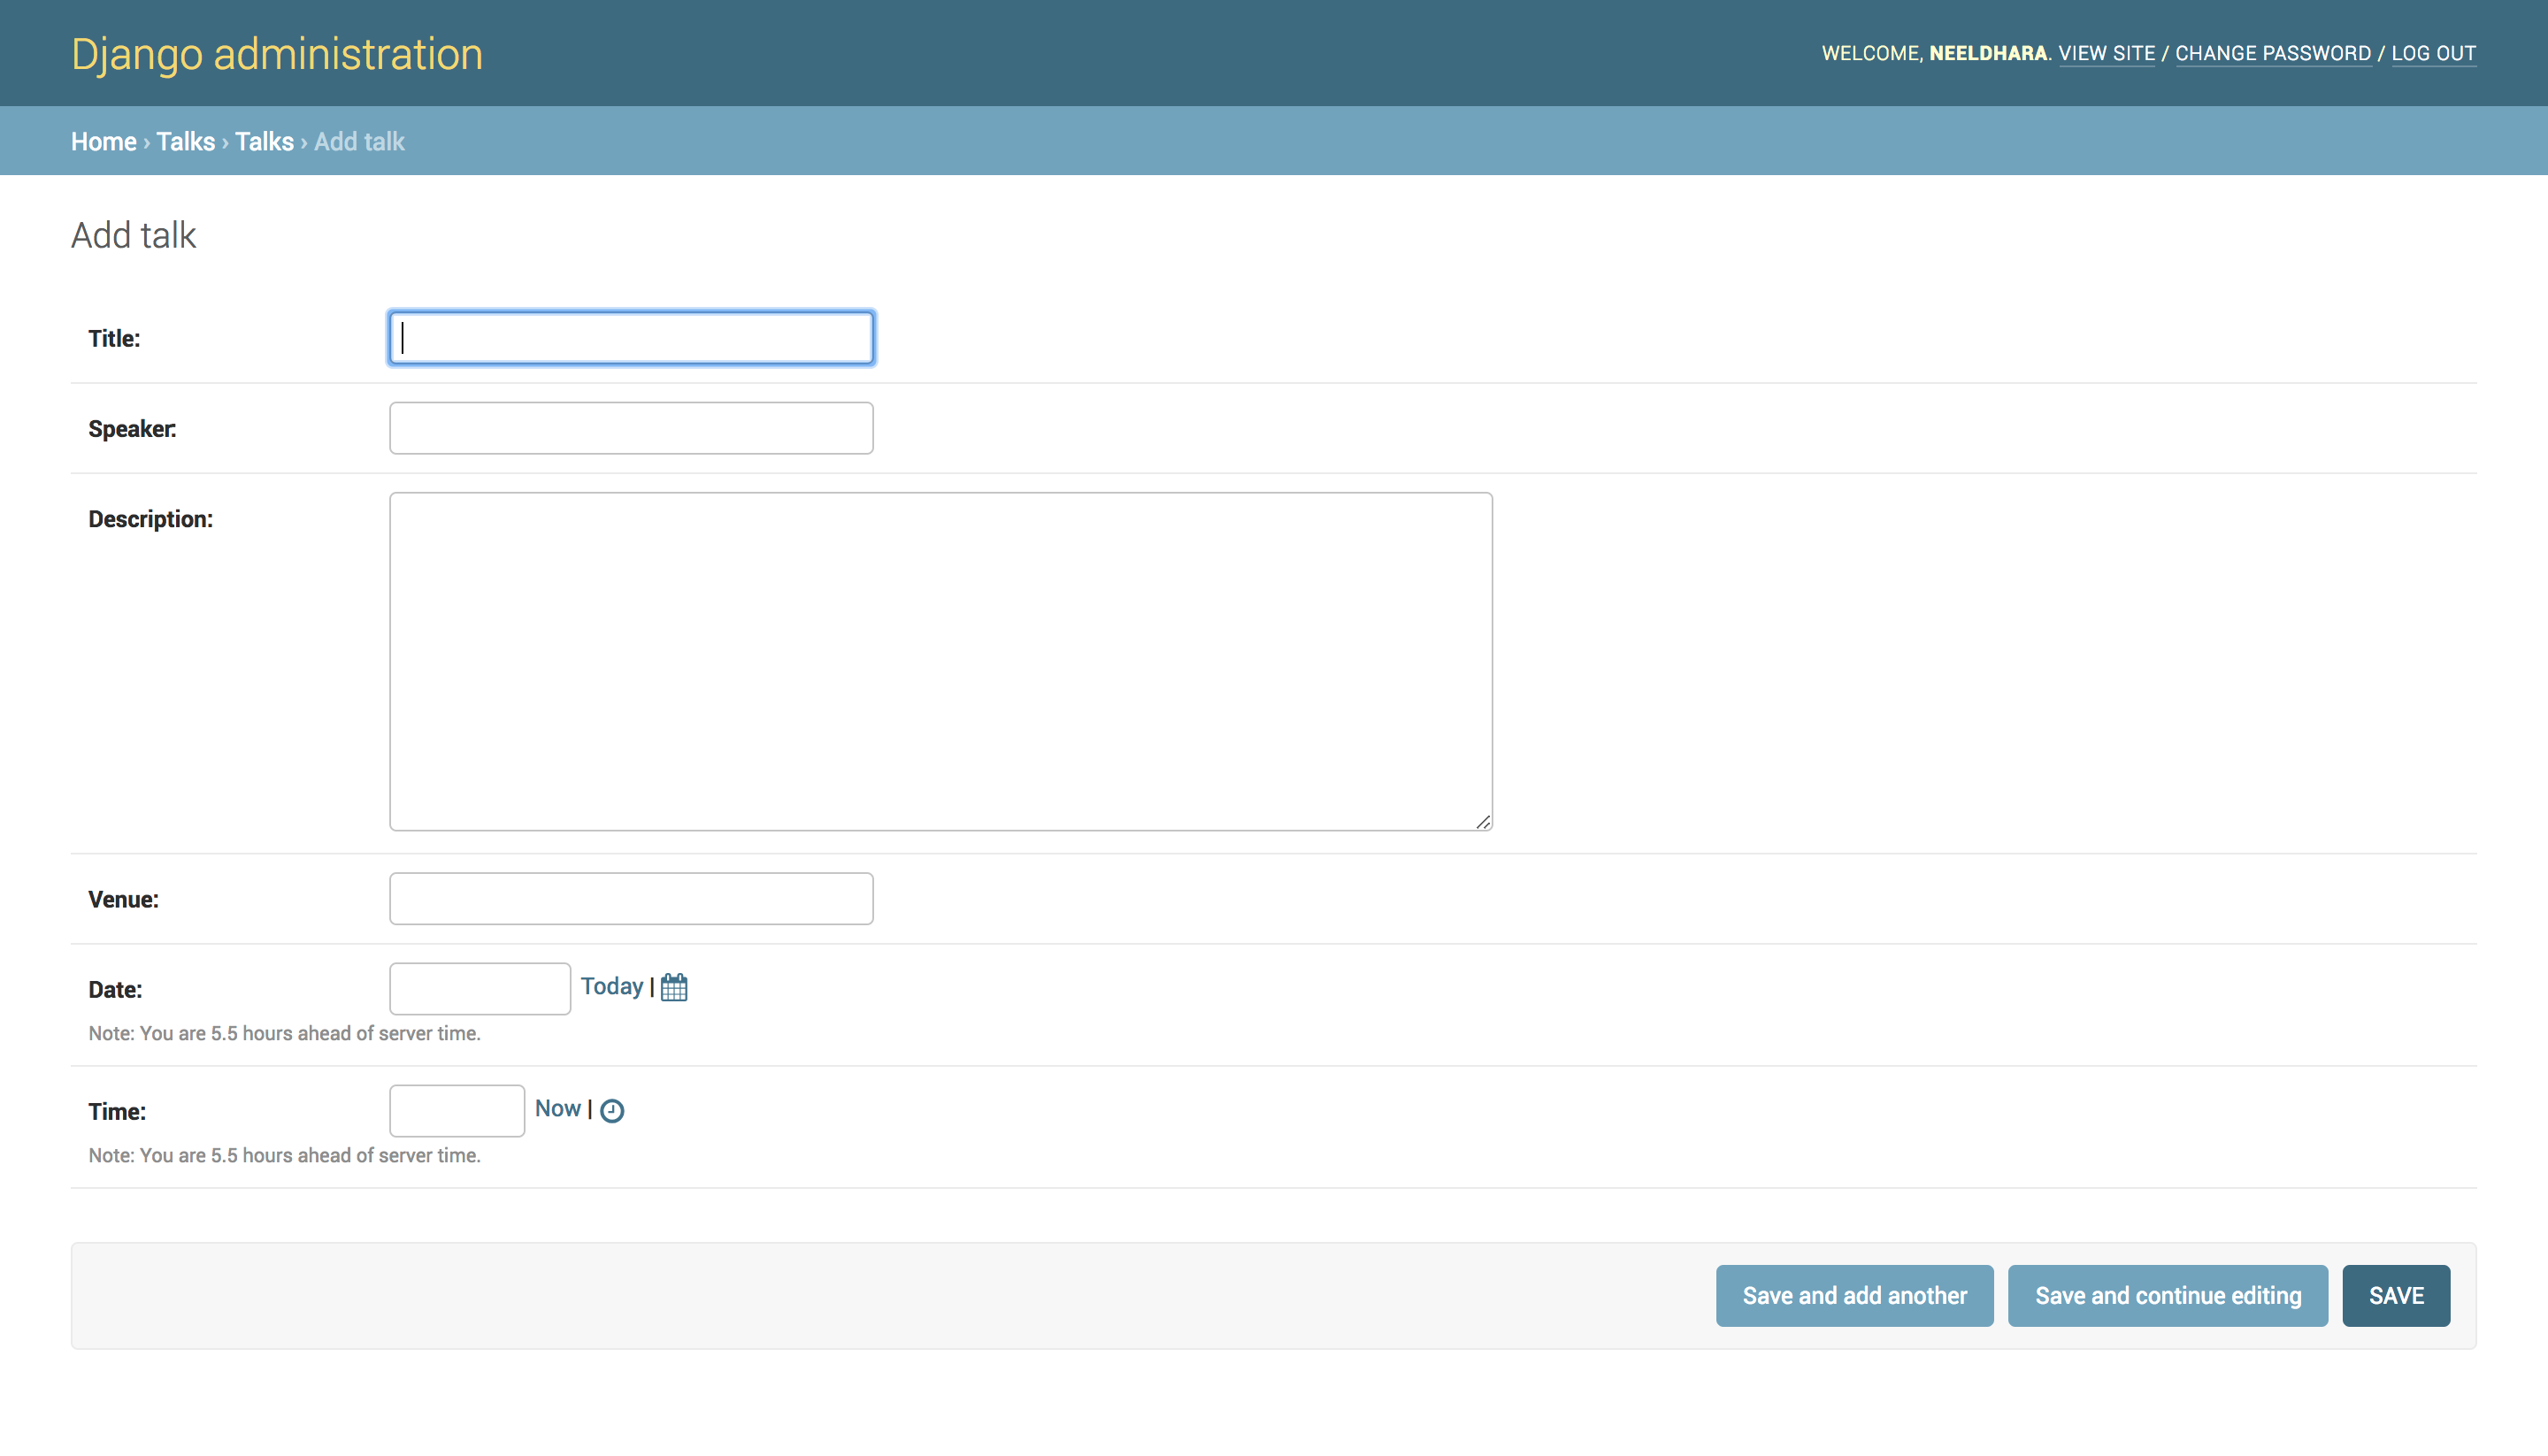 Django administration
WELCOME, NEELDHARA. VIEW SITE / CHANGE PASSWORD / LOG OUT
Home › Talks › Talks › Add talk
Add talk
Title:
Speaker:
Description:
Venue:
Date:
Today |
Note: You are 5.5 hours ahead of server time.
Time:
Now |
Note: You are 5.5 hours ahead of server time.
Save and add another
Save and continue editing
SAVE